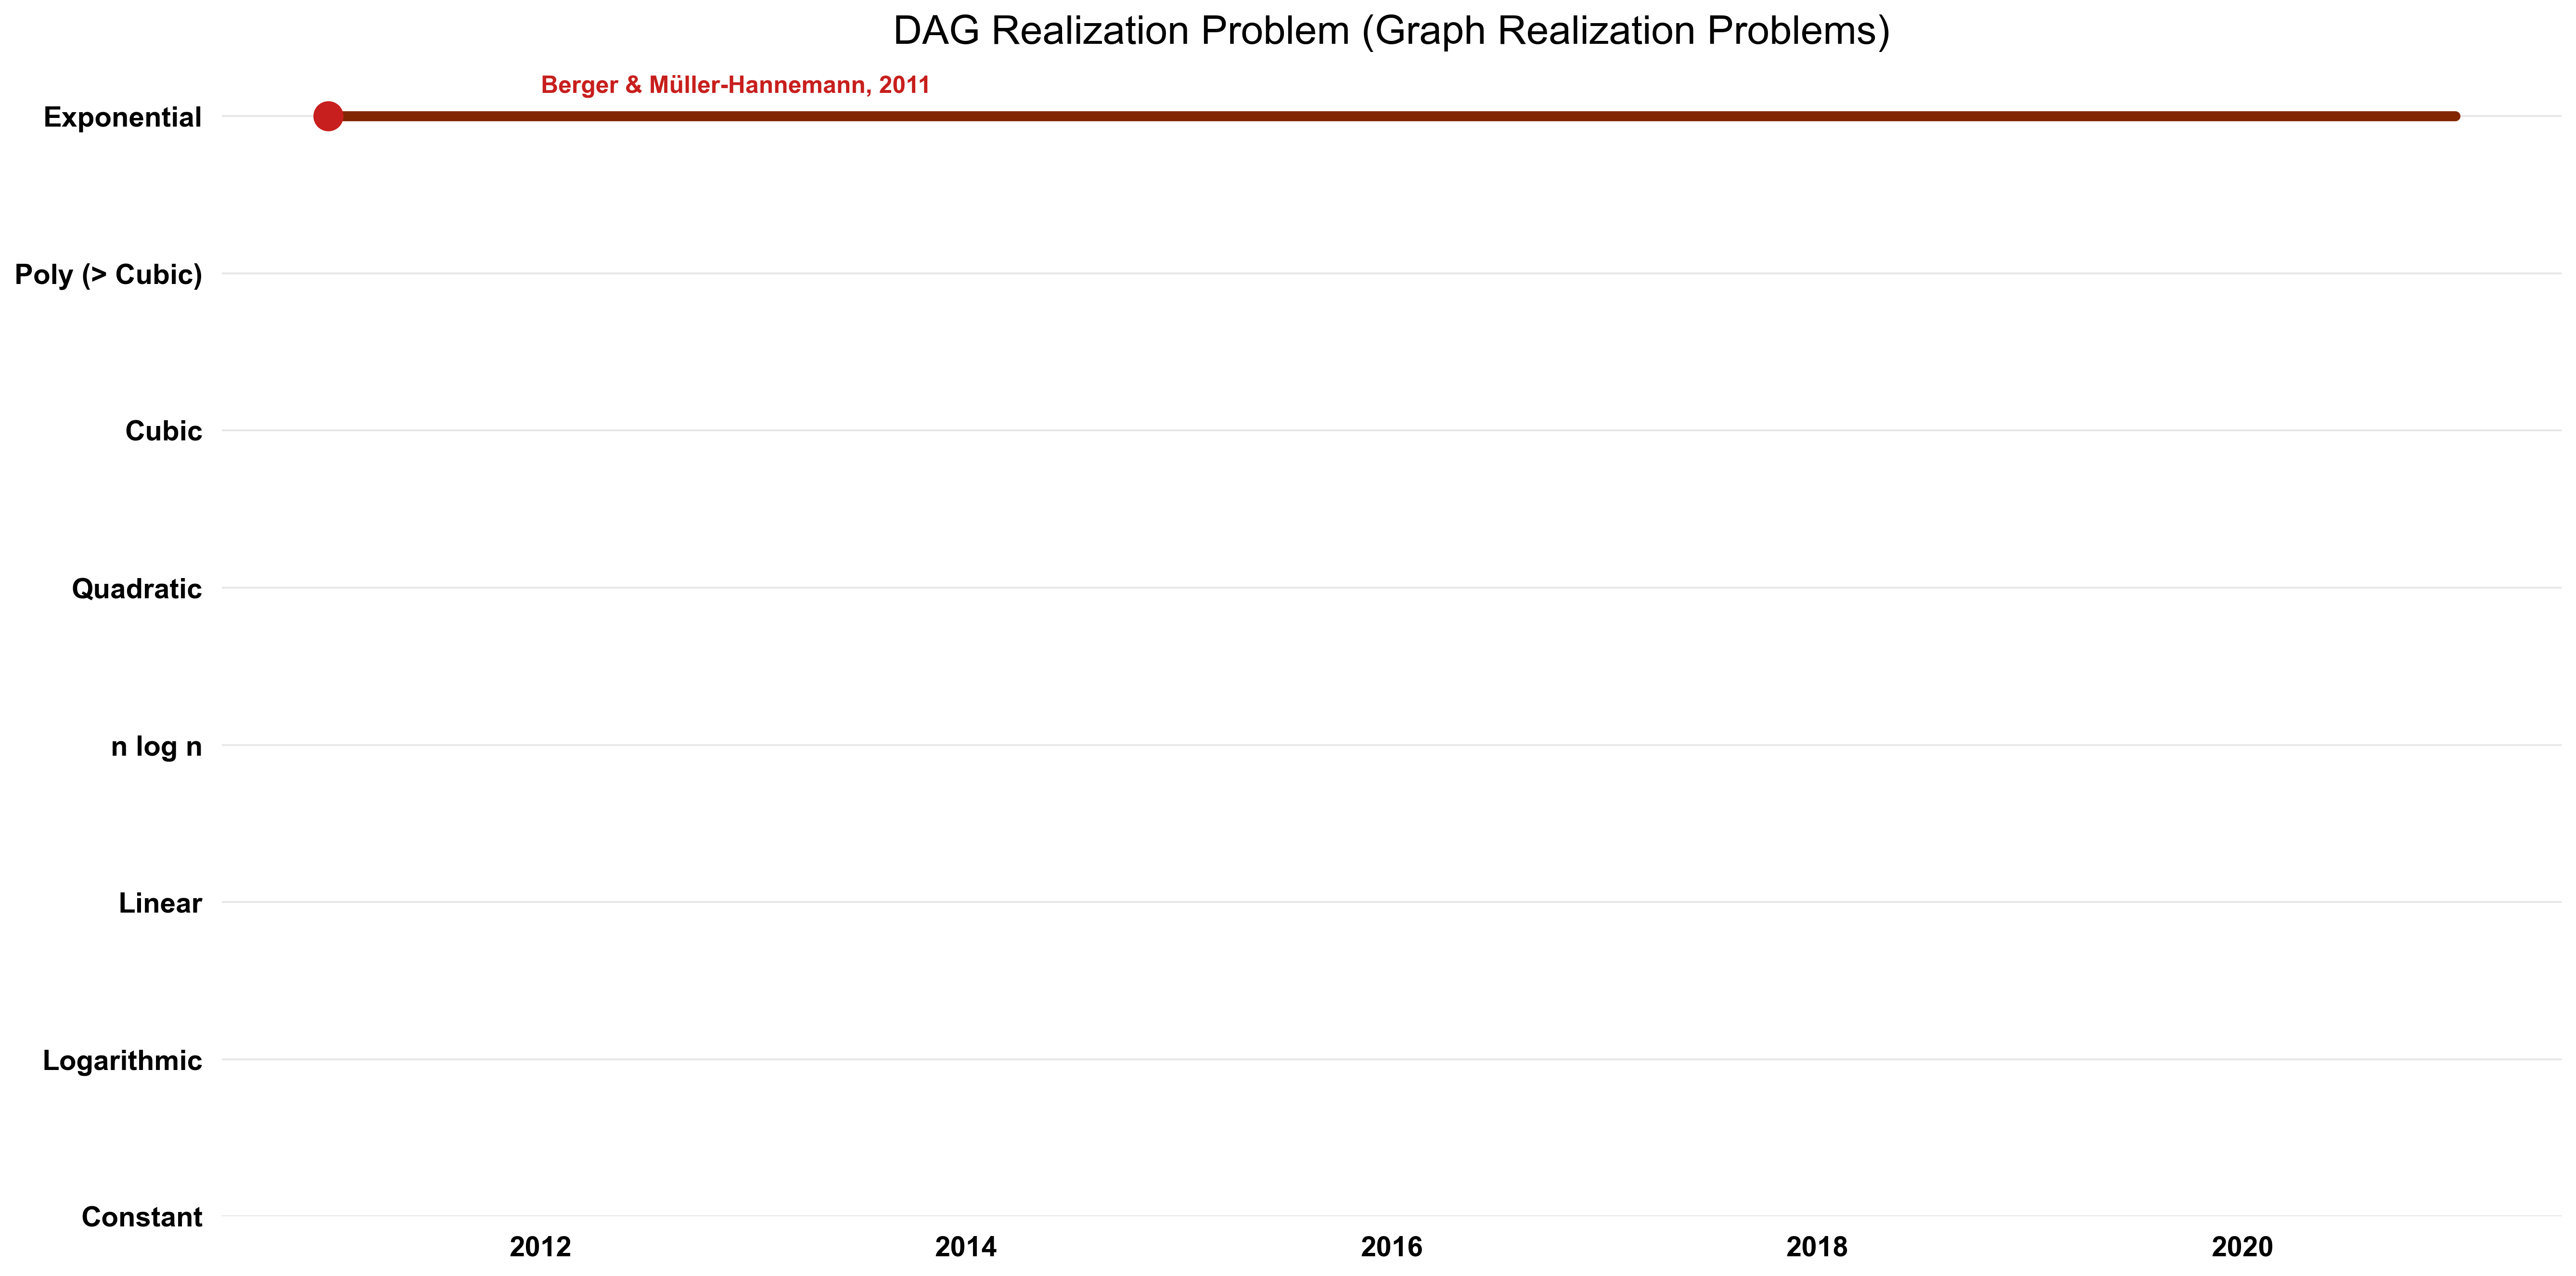 DAG Realization Problem (Graph Realization Problems)
Berger & Müller-Hannemann, 2011
Exponential
Poly (> Cubic)
Cubic
Quadratic
n log n
Linear
Logarithmic
Constant
2012
2014
2016
2018
2020